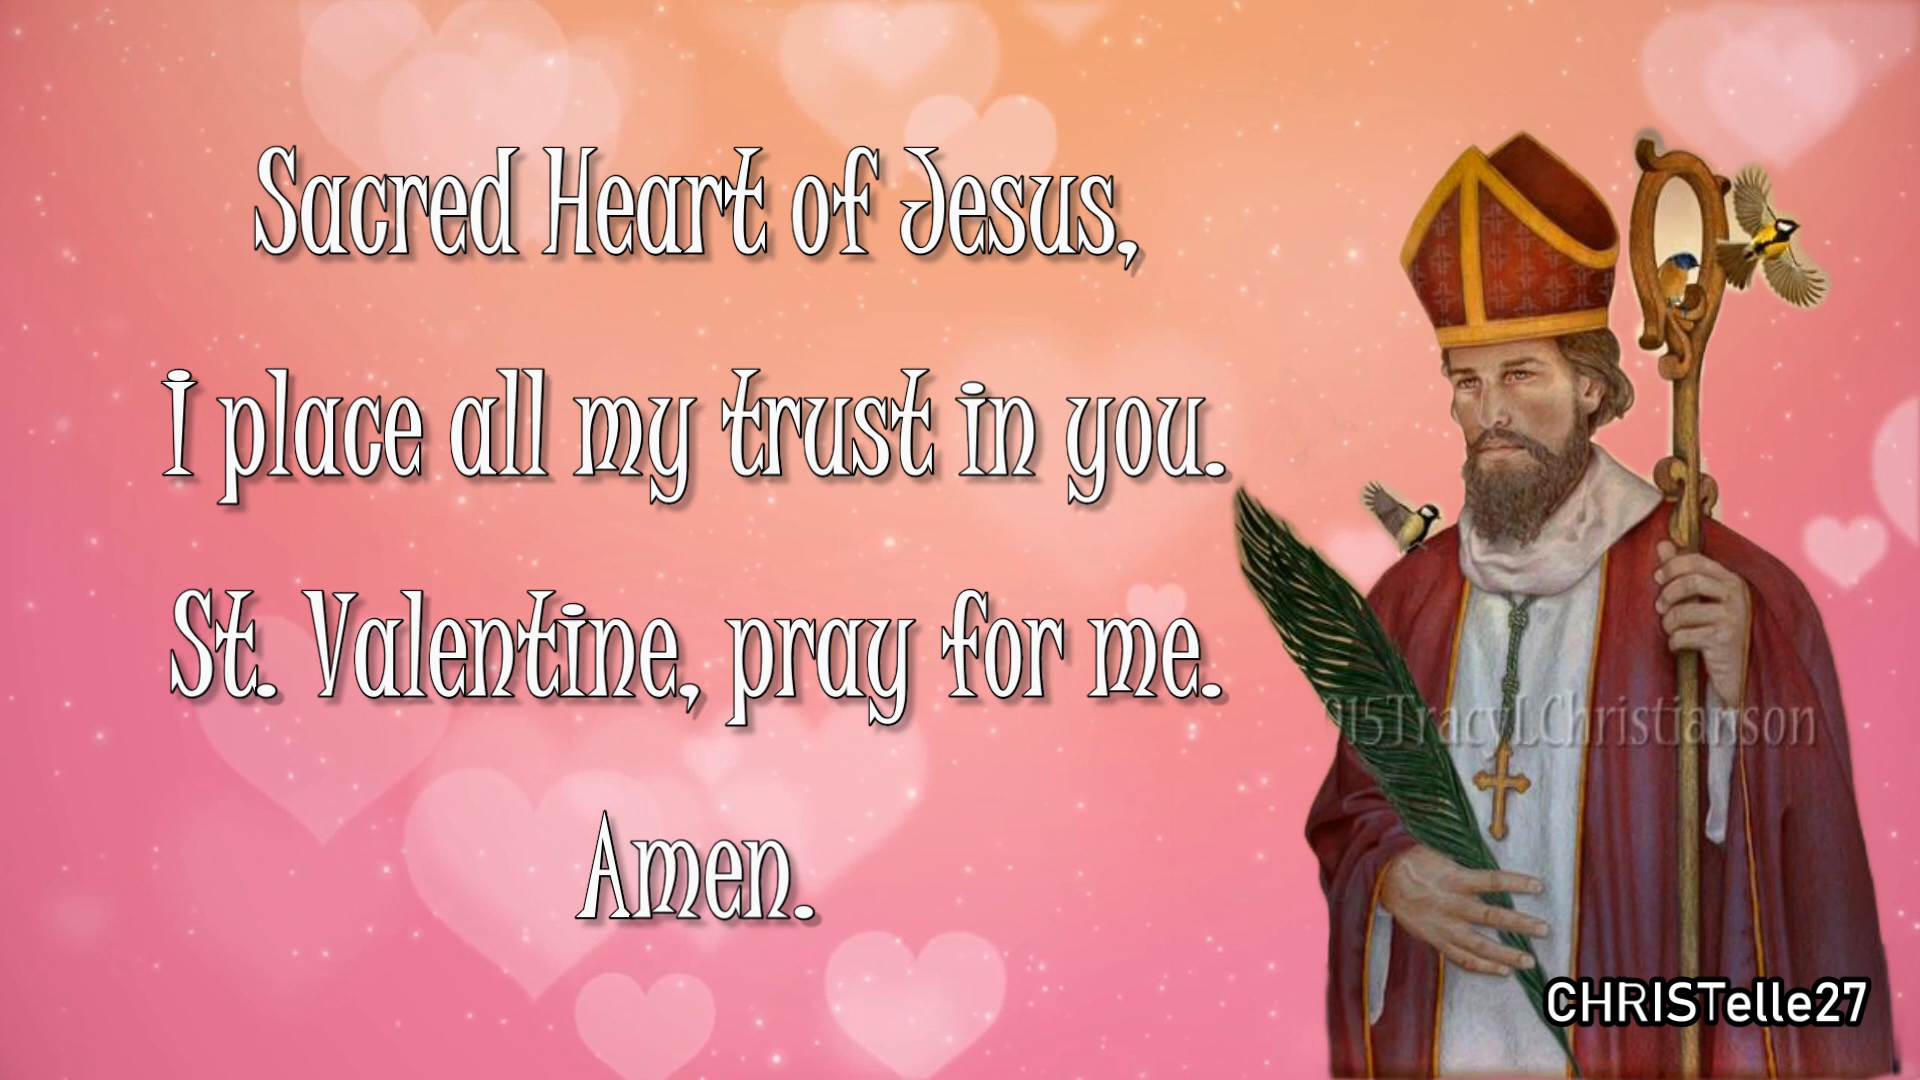 Sacred Heart of Jesus,
I place all my trust in you.
St. Valentine, pray for me.
Amen.
15TracyLChristianson
CHRISTelle27